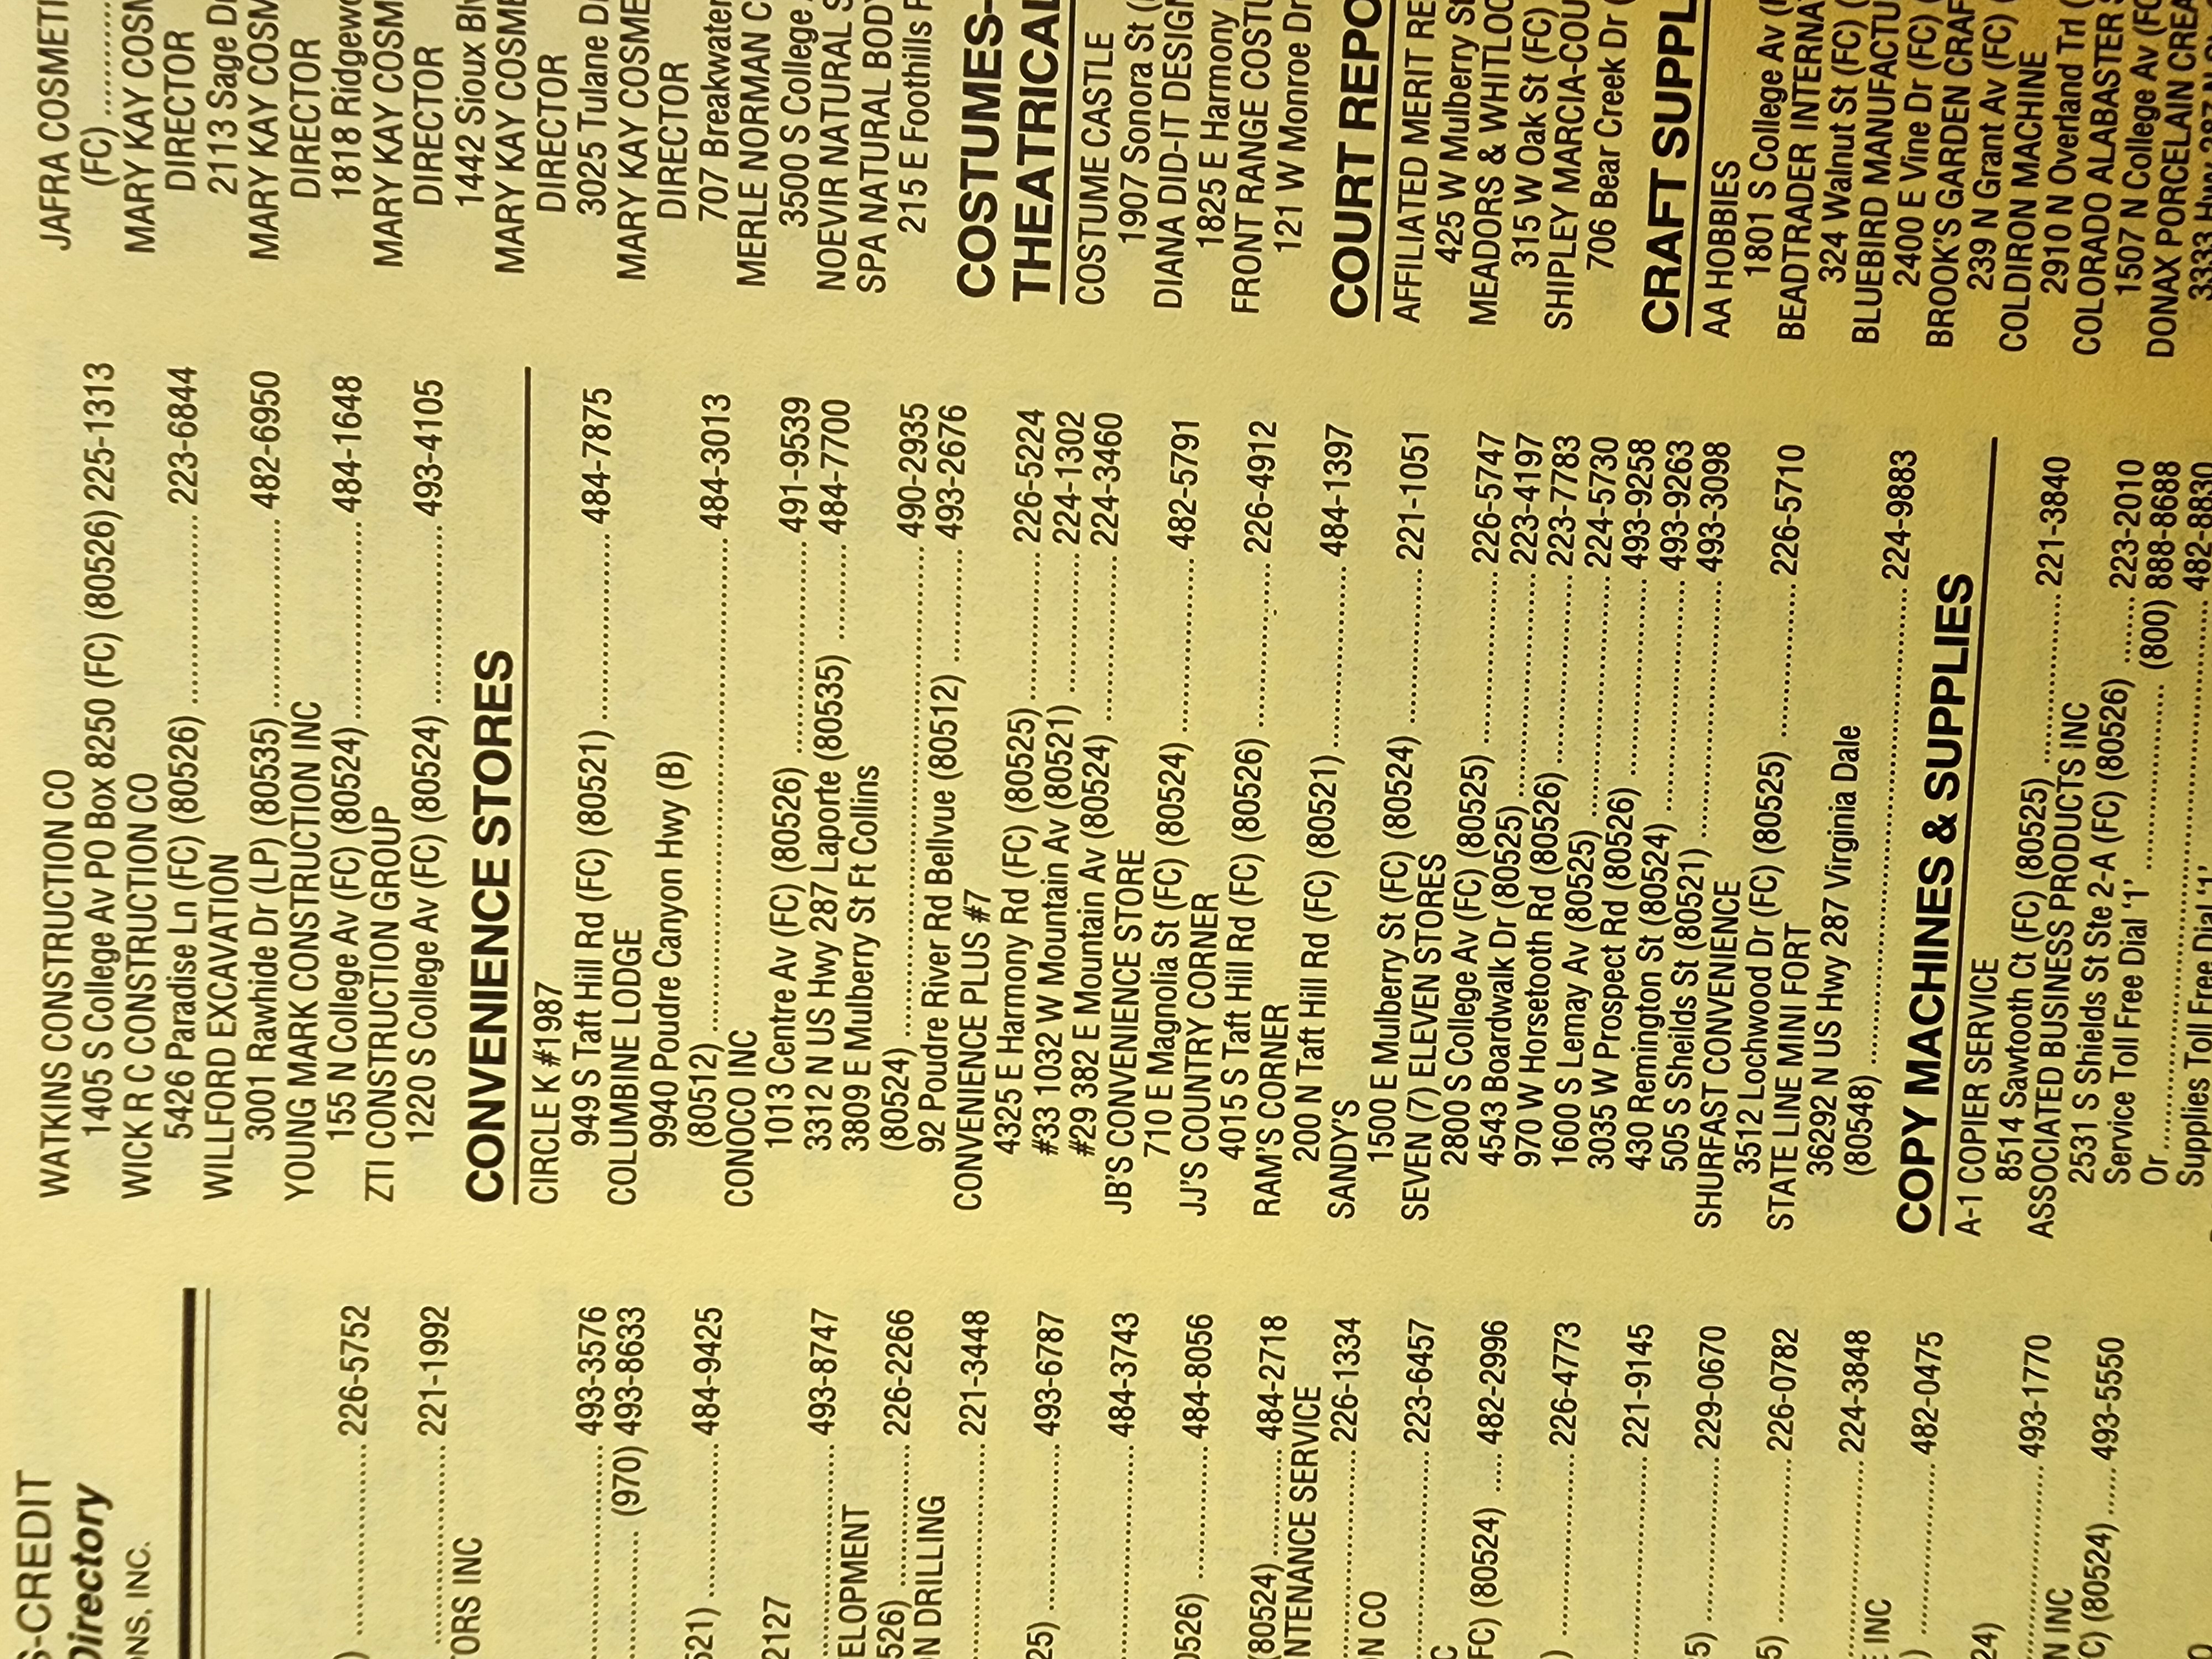 S-CREDIT
Directory
ONS, INC.
226-5752
221-1992
TORS INC
493-3576
(970) 493-8633
521) 484-9425
2127
493-8747
ELOPMENT
526) 226-2266
N DRILLING
221-3448
25) 493-6787
484-3743
0526) 484-8056
(80524) 484-2718
NTENANCE SERVICE
226-1334
N CO
223-6457
C
FC) (80524) 482-2996
) 226-4773
221-9145
5) 229-0670
5) 226-0782
224-3848
E INC
) 482-0475
24)
493-1770
N INC
C) (80524) 493-5550
WATKINS CONSTRUCTION CO
1405 S College Av PO Box 8250 (FC) (80526) 225-1313
WICK R C CONSTRUCTION CO
5426 Paradise Ln (FC) (80526) 223-6844
WILLFORD EXCAVATION
3001 Rawhide Dr (LP) (80535) 482-6950
YOUNG MARK CONSTRUCTION INC
155 N College Av (FC) (80524) 484-1648
ZTI CONSTRUCTION GROUP
1220 S College Av (FC) (80524) 493-4105
CONVENIENCE STORES
CIRCLE K #1987
949 S Taft Hill Rd (FC) (80521) 484-7875
COLUMBINE LODGE
9940 Poudre Canyon Hwy (B)
(80512) 484-3013
CONOCO INC
1013 Centre Av (FC) (80526) 491-9539
3312 N US Hwy 287 Laporte (80535) 484-7700
3809 E Mulberry St Ft Collins
(80524) 490-2935
92 Poudre River Rd Bellvue (80512) 493-2676
CONVENIENCE PLUS #7
4325 E Harmony Rd (FC) (80525) 226-5224
#33 1032 W Mountain Av (80521) 224-1302
#29 382 E Mountain Av (80524) 224-3460
JB'S CONVENIENCE STORE
710 E Magnolia St (FC) (80524) 482-5791
JJ'S COUNTRY CORNER
4015 S Taft Hill Rd (FC) (80526) 226-4912
RAM'S CORNER
200 N Taft Hill Rd (FC) (80521) 484-1397
SANDY'S
1500 E Mulberry St (FC) (80524) 221-1051
SEVEN (7) ELEVEN STORES
2800 S College Av (FC) (80525) 226-5747
4543 Boardwalk Dr (80525) 223-4197
970 W Horsetooth Rd (80526) 223-7783
1600 S Lemay Av (80525) 224-5730
3035 W Prospect Rd (80526) 493-9258
430 Remington St (80524) 493-9263
505 S Sheilds St (80521) 493-3098
SHURFAST CONVENIENCE
3512 Lochwood Dr (FC) (80525) 226-5710
STATE LINE MINI FORT
36292 N US Hwy 287 Virginia Dale
(80548) 224-9883
COPY MACHINES & SUPPLIES
A-1 COPIER SERVICE
8514 Sawtooth Ct (FC) (80525) 221-3840
ASSOCIATED BUSINESS PRODUCTS INC
2531 S Shields St Ste 2-A (FC) (80526) 223-2010
Service Toll Free Dial '1'
Or (800) 888-8688
Supplies Toll Free Dial '1' 482-8830
JAFRA COSMETI
(FC)
MARY KAY COSM
DIRECTOR
2113 Sage D
MARY KAY COSM
DIRECTOR
1818 Ridgewo
MARY KAY COSM
DIRECTOR
1442 Sioux Bl
MARY KAY COSME
DIRECTOR
3025 Tulane D
MARY KAY COSME
DIRECTOR
707 Breakwater
MERLE NORMAN C
3500 S College
NOEVIR NATURAL S
SPA NATURAL BODY
215 E Foothills P
COSTUMES-
THEATRICAL
COSTUME CASTLE
1907 Sonora St (
DIANA DID-IT DESIGN
1825 E Harmony
FRONT RANGE COSTU
121 W Monroe Dr
COURT REPO
AFFILIATED MERIT RE
425 W Mulberry St
MEADORS & WHITLOC
315 W Oak St (FC)
SHIPLEY MARCIA-COU
706 Bear Creek Dr (
CRAFT SUPPL
AA HOBBIES
1801 S College Av (
BEADTRADER INTERNA
324 Walnut St (FC) (
BLUEBIRD MANUFACTU
2400 E Vine Dr (FC) (
BROOK'S GARDEN CRAF
239 N Grant Av (FC) (
COLDIRON MACHINE
2910 N Overland Trl (
COLORADO ALABASTER
1507 N College Av (FC
DONAX PORCELAIN CREA